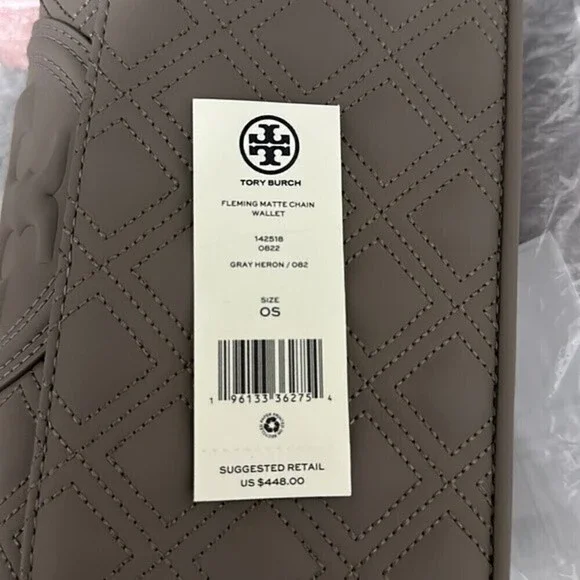 TORY BURCH
FLEMING MATTE CHAIN
WALLET
142518
0822
GRAY HERON / 082
SIZE
OS
1 96133 36275 4
SUGGESTED RETAIL
US $448.00